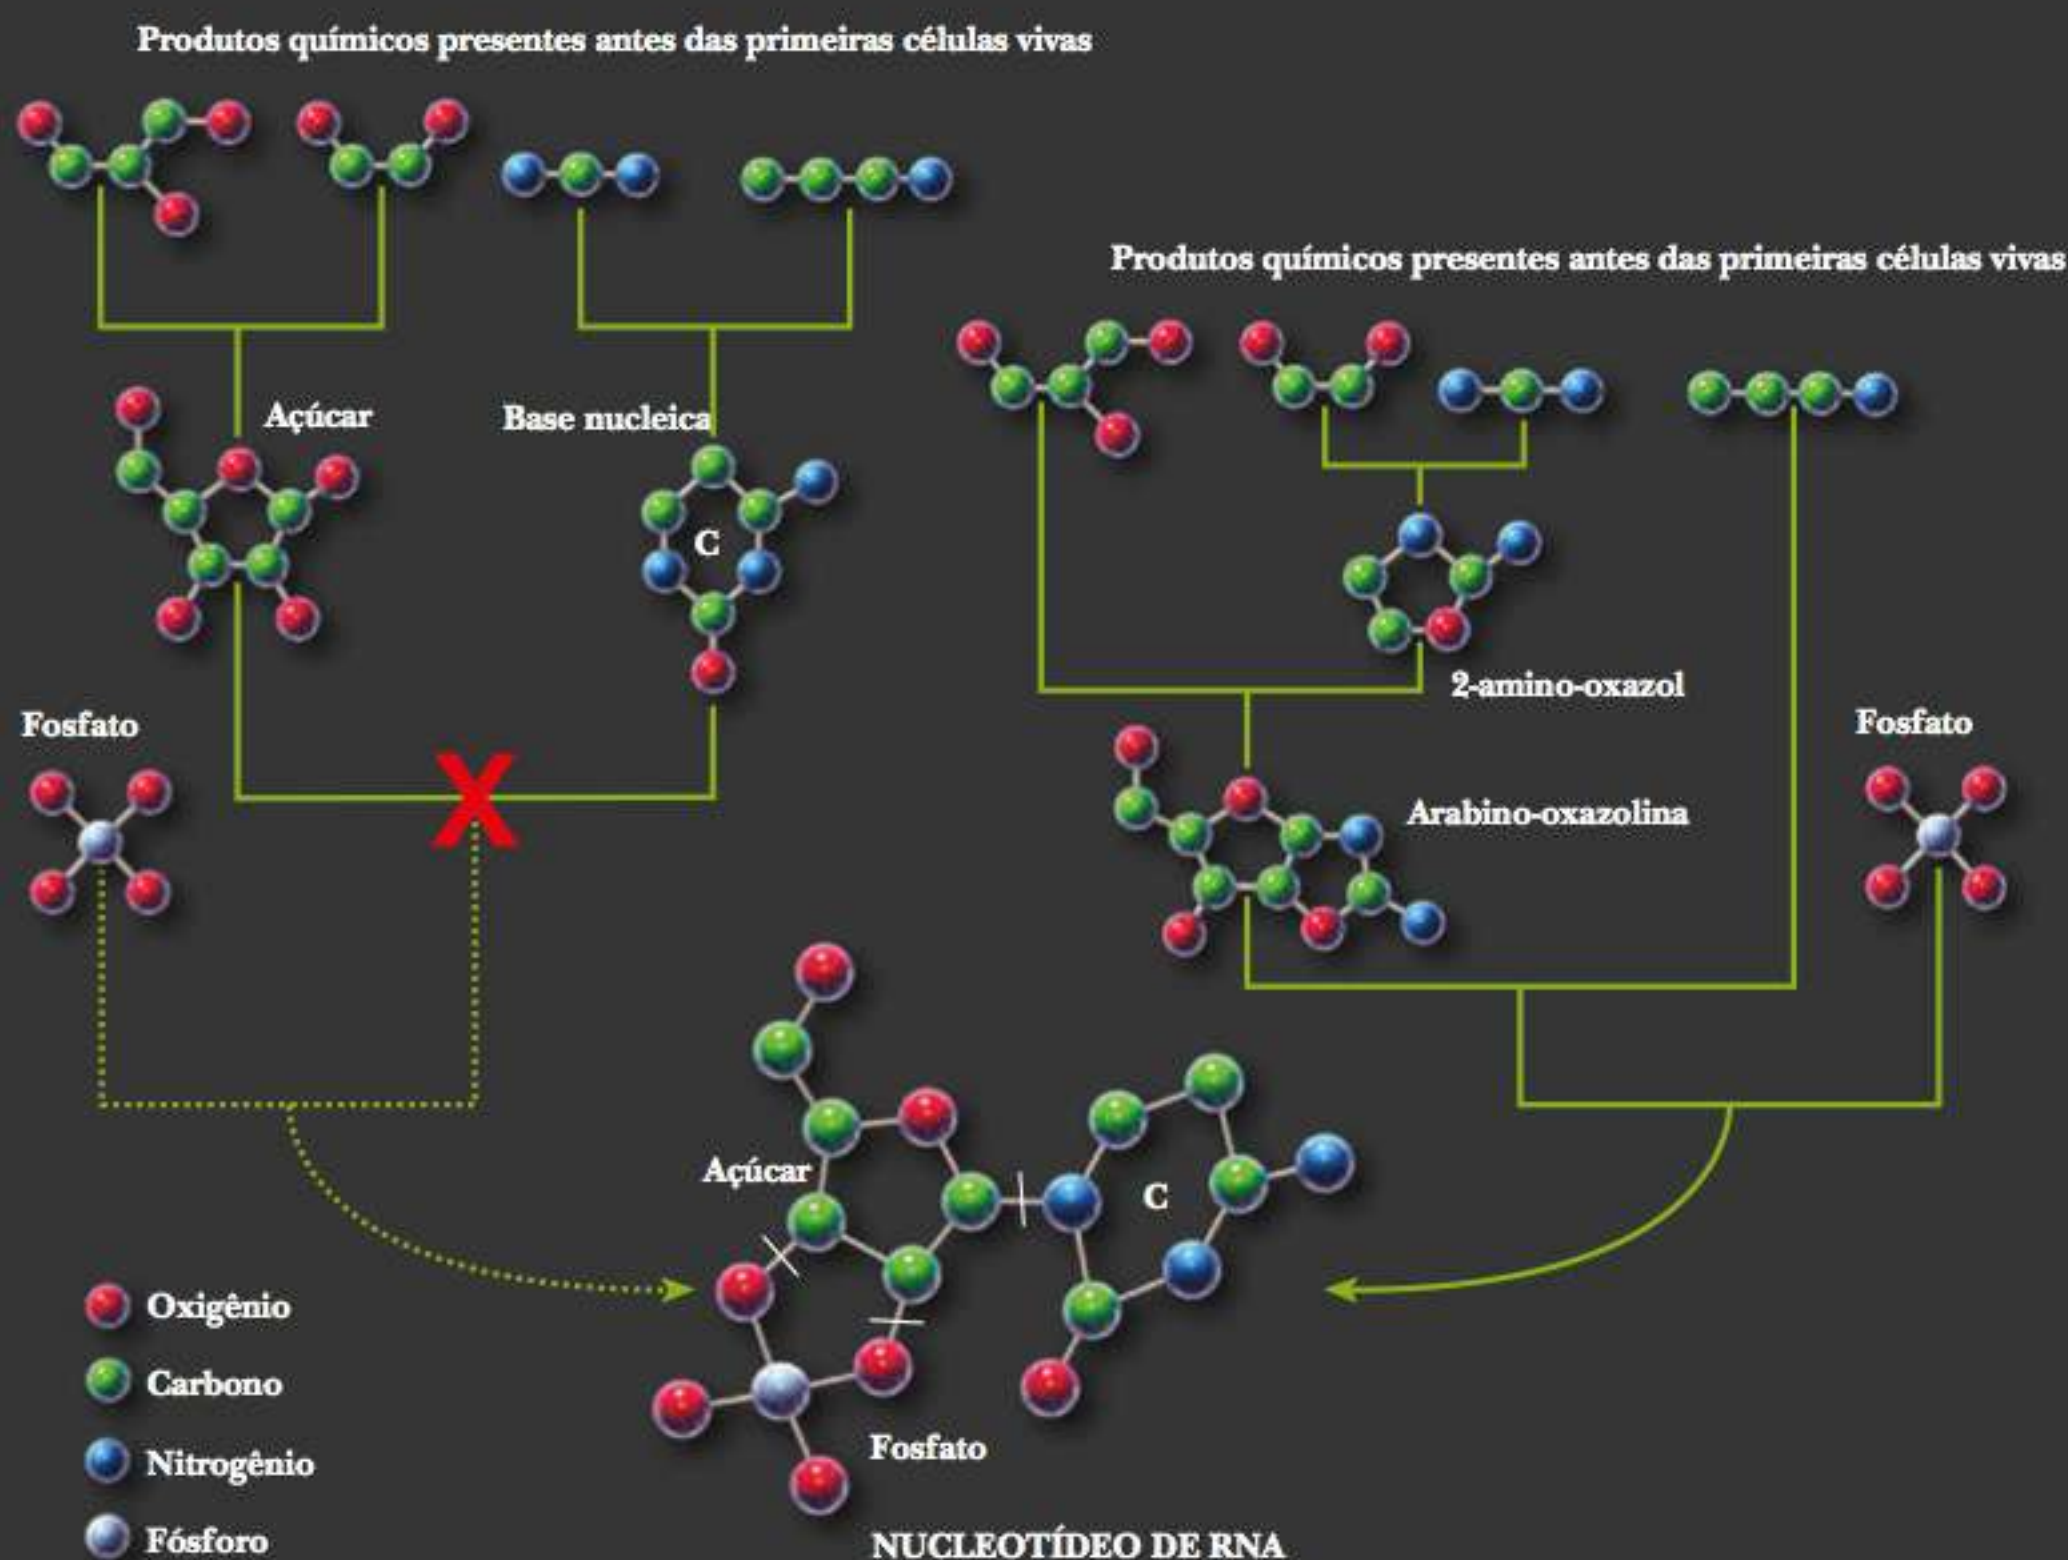 Produtos químicos presentes antes das primeiras células vivas
Produtos químicos presentes antes das primeiras células vivas
Açúcar
Base nucleica
C
2-amino-oxazol
Fosfato
Fosfato
Arabino-oxazolina
Açúcar
C
Oxigênio
Carbono
Nitrogênio
Fósforo
Fosfato
NUCLEOTÍDEO DE RNA